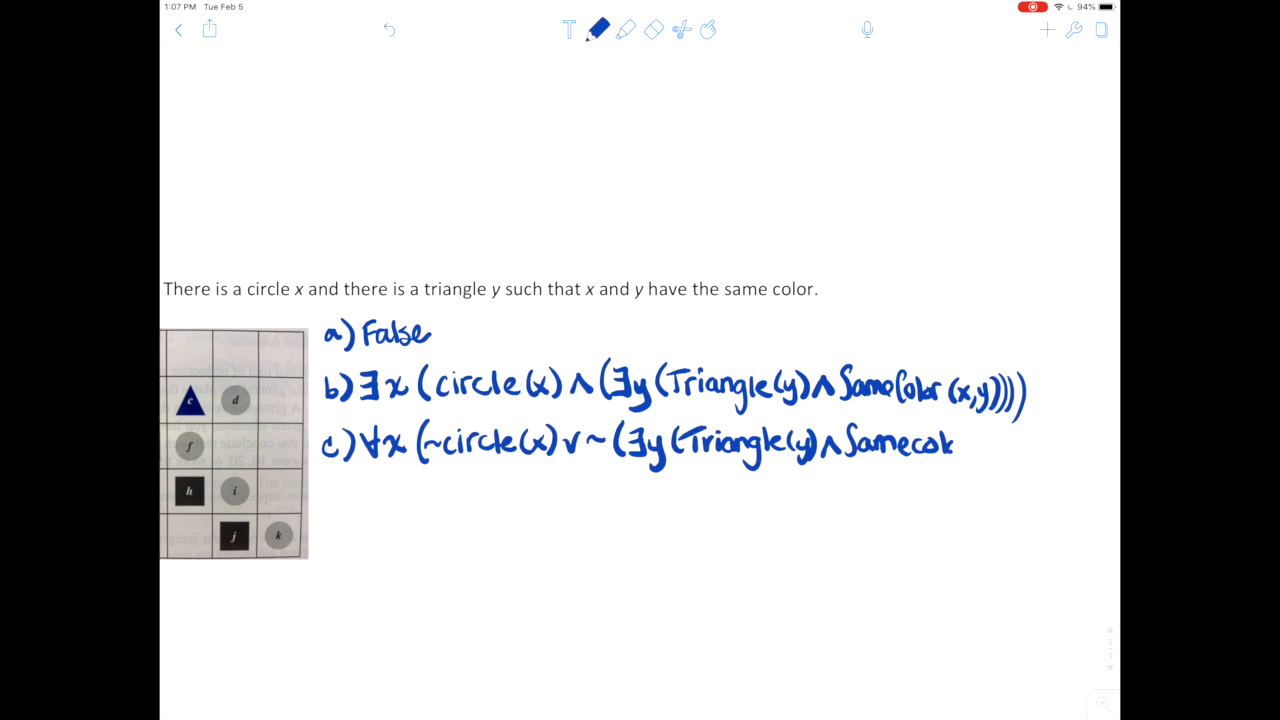 1:07 PM Tue Feb 5
94%
T
There is a circle x and there is a triangle y such that x and y have the same color.
a) False
b) ∃x (circle(x) ∧ (∃y (Triangle(y) ∧ SameColor (x,y))))
c) ∀x (~circle(x) ∨ ~ (∃y (Triangle(y) ∧ Samecok
c
d
f
h
i
j
k